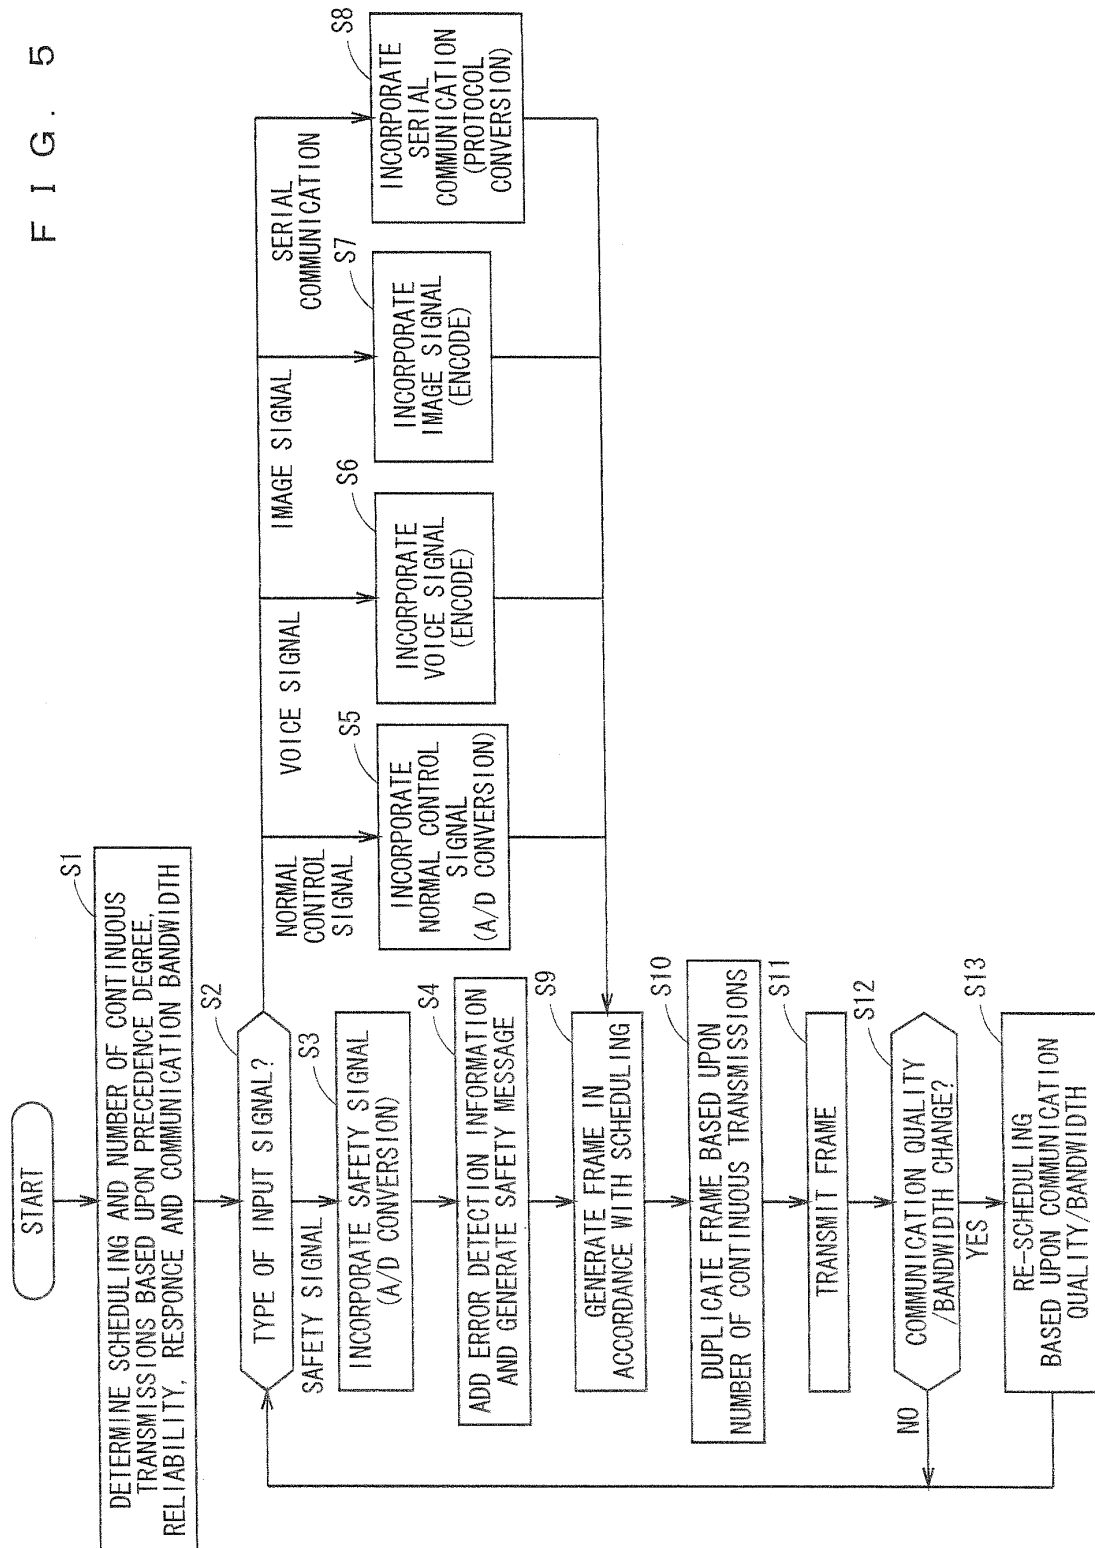 FIG. 5
START
S1
DETERMINE SCHEDULING AND NUMBER OF CONTINUOUS
TRANSMISSIONS BASED UPON PRECEDENCE DEGREE,
RELIABILITY, RESPONCE AND COMMUNICATION BANDWIDTH
S2
TYPE OF INPUT SIGNAL?
SAFETY SIGNAL
NORMAL
CONTROL
SIGNAL
VOICE SIGNAL
IMAGE SIGNAL
SERIAL
COMMUNICATION
S3
INCORPORATE SAFETY SIGNAL
(A/D CONVERSION)
S4
ADD ERROR DETECTION INFORMATION
AND GENERATE SAFETY MESSAGE
S5
INCORPORATE
NORMAL CONTROL
SIGNAL
(A/D CONVERSION)
S6
INCORPORATE
VOICE SIGNAL
(ENCODE)
S7
INCORPORATE
IMAGE SIGNAL
(ENCODE)
S8
INCORPORATE
SERIAL
COMMUNICATION
(PROTOCOL
CONVERSION)
S9
GENERATE FRAME IN
ACCORDANCE WITH SCHEDULING
S10
DUPLICATE FRAME BASED UPON
NUMBER OF CONTINUOUS TRANSMISSIONS
S11
TRANSMIT FRAME
S12
COMMUNICATION QUALITY
/BANDWIDTH CHANGE?
NO
YES
S13
RE-SCHEDULING
BASED UPON COMMUNICATION
QUALITY/BANDWIDTH